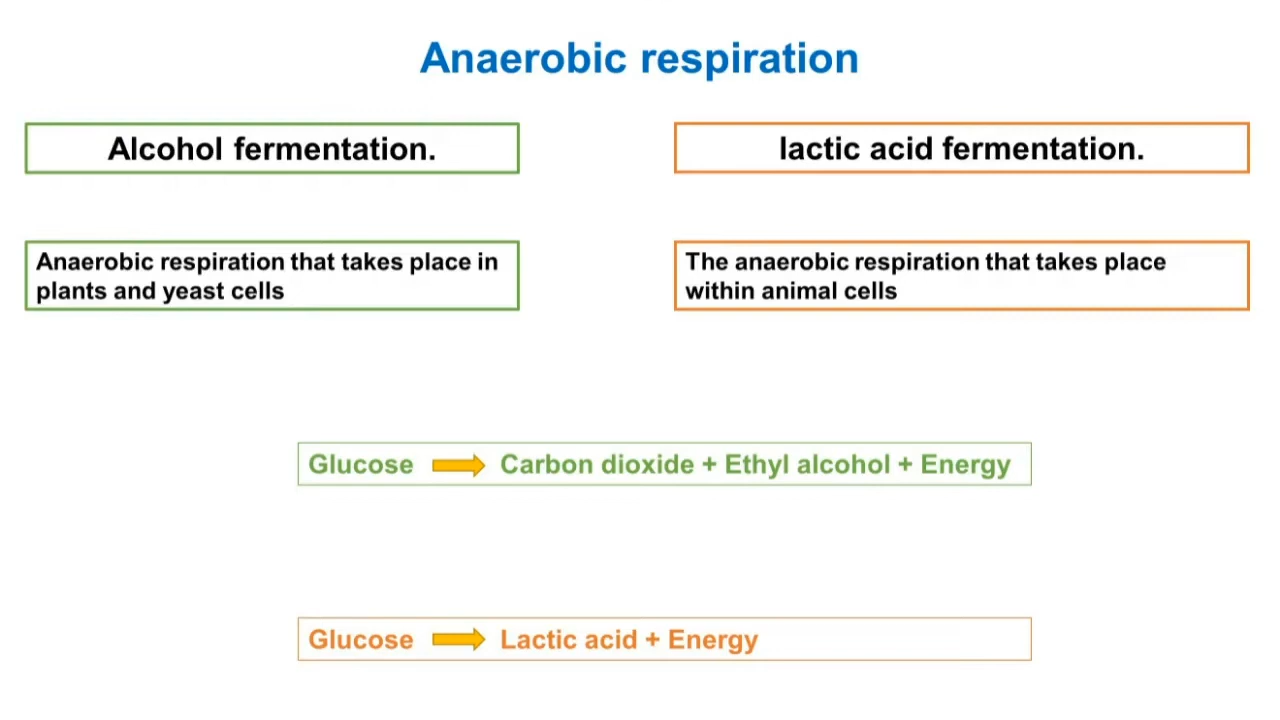 Anaerobic respiration
Alcohol fermentation.
lactic acid fermentation.
Anaerobic respiration that takes place in
plants and yeast cells
The anaerobic respiration that takes place
within animal cells
Glucose Carbon dioxide + Ethyl alcohol + Energy
Glucose Lactic acid + Energy